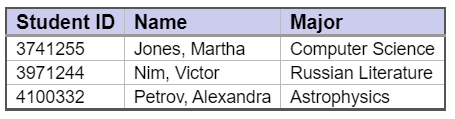 Student ID Name Major
3741255 Jones, Martha Computer Science
3971244 Nim, Victor Russian Literature
4100332 Petrov, Alexandra Astrophysics